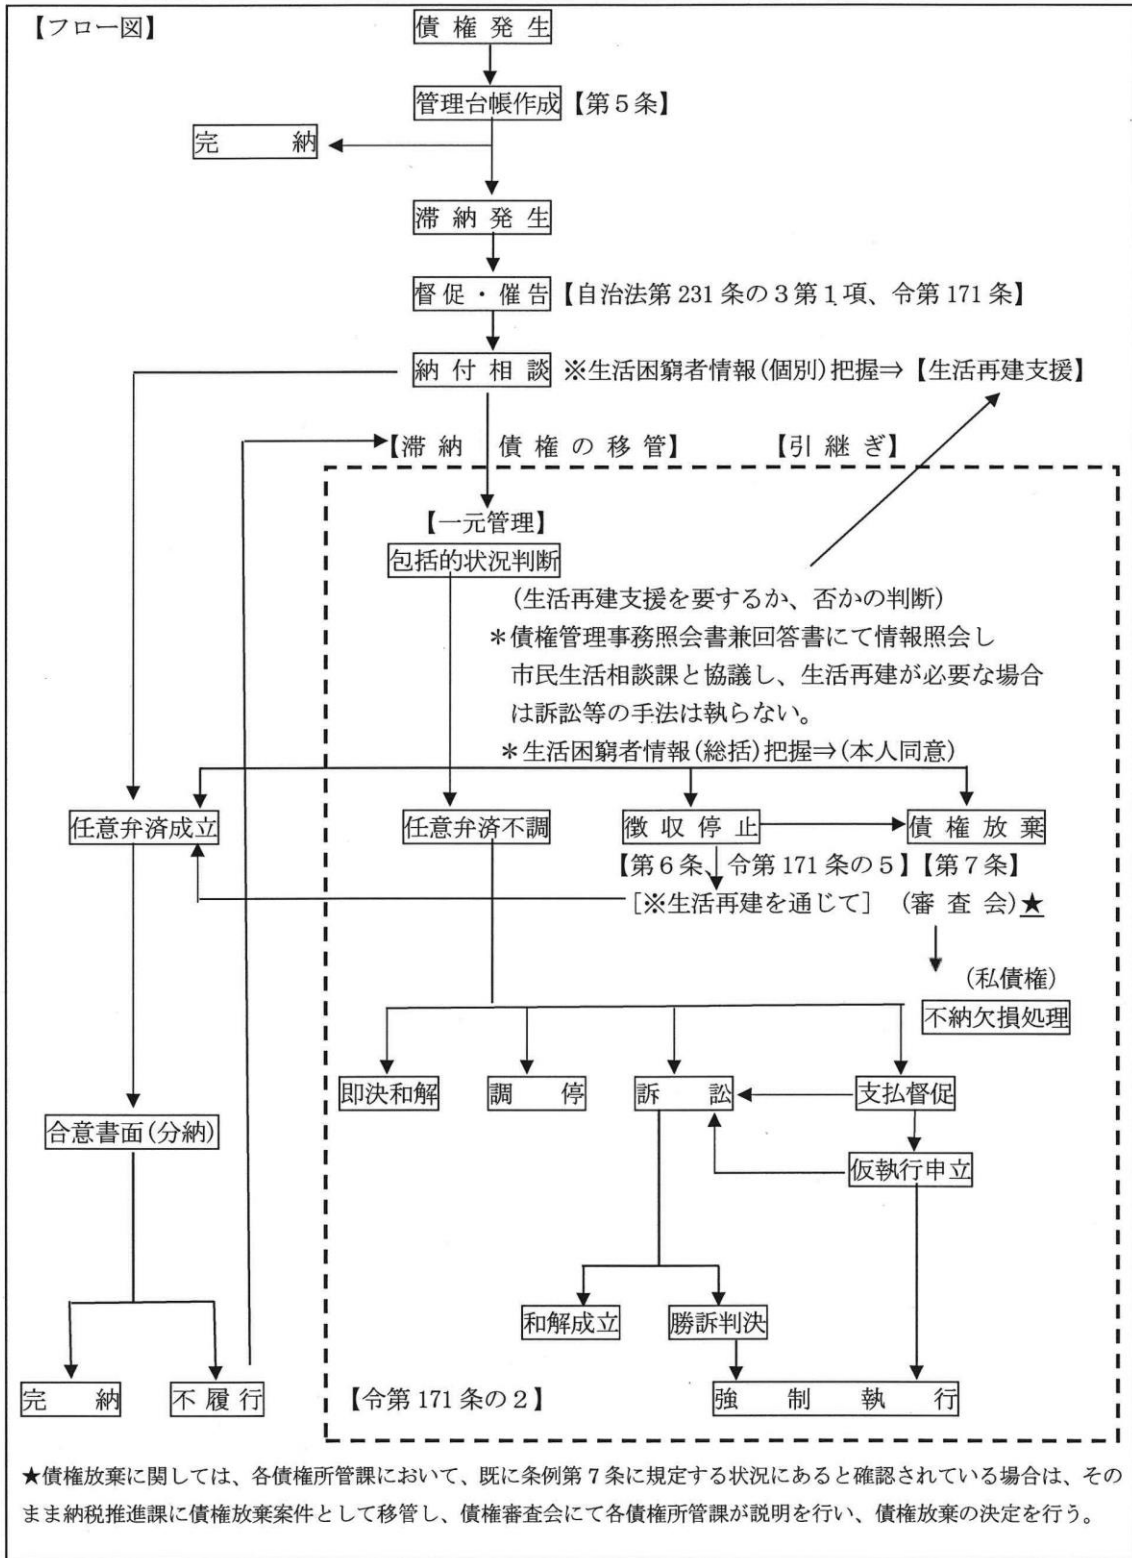 【フロー図】
債権発生
管理台帳作成【第5条】
完　　納
滞納発生
督促・催告【自治法第231条の3第1項、令第171条】
納付相談 ※生活困窮者情報(個別)把握⇒【生活再建支援】
【滞納　債権の移管】　【引継ぎ】
【一元管理】
包括的状況判断
(生活再建支援を要するか、否かの判断)
＊債権管理事務照会書兼回答書にて情報照会し
市民生活相談課と協議し、生活再建が必要な場合
は訴訟等の手法は執らない。
＊生活困窮者情報(総括)把握⇒(本人同意)
任意弁済成立　任意弁済不調　徴収停止　債権放棄
【第6条、令第171条の5】【第7条】
[※生活再建を通じて]　(審査会)★
(私債権)
不納欠損処理
即決和解　調　停　訴　訟　支払督促
合意書面(分納)
仮執行申立
和解成立　勝訴判決
完　　納　不履行　【令第171条の2】　強制執行
★債権放棄に関しては、各債権所管課において、既に条例第7条に規定する状況にあると確認されている場合は、その
まま納税推進課に債権放棄案件として移管し、債権審査会にて各債権所管課が説明を行い、債権放棄の決定を行う。